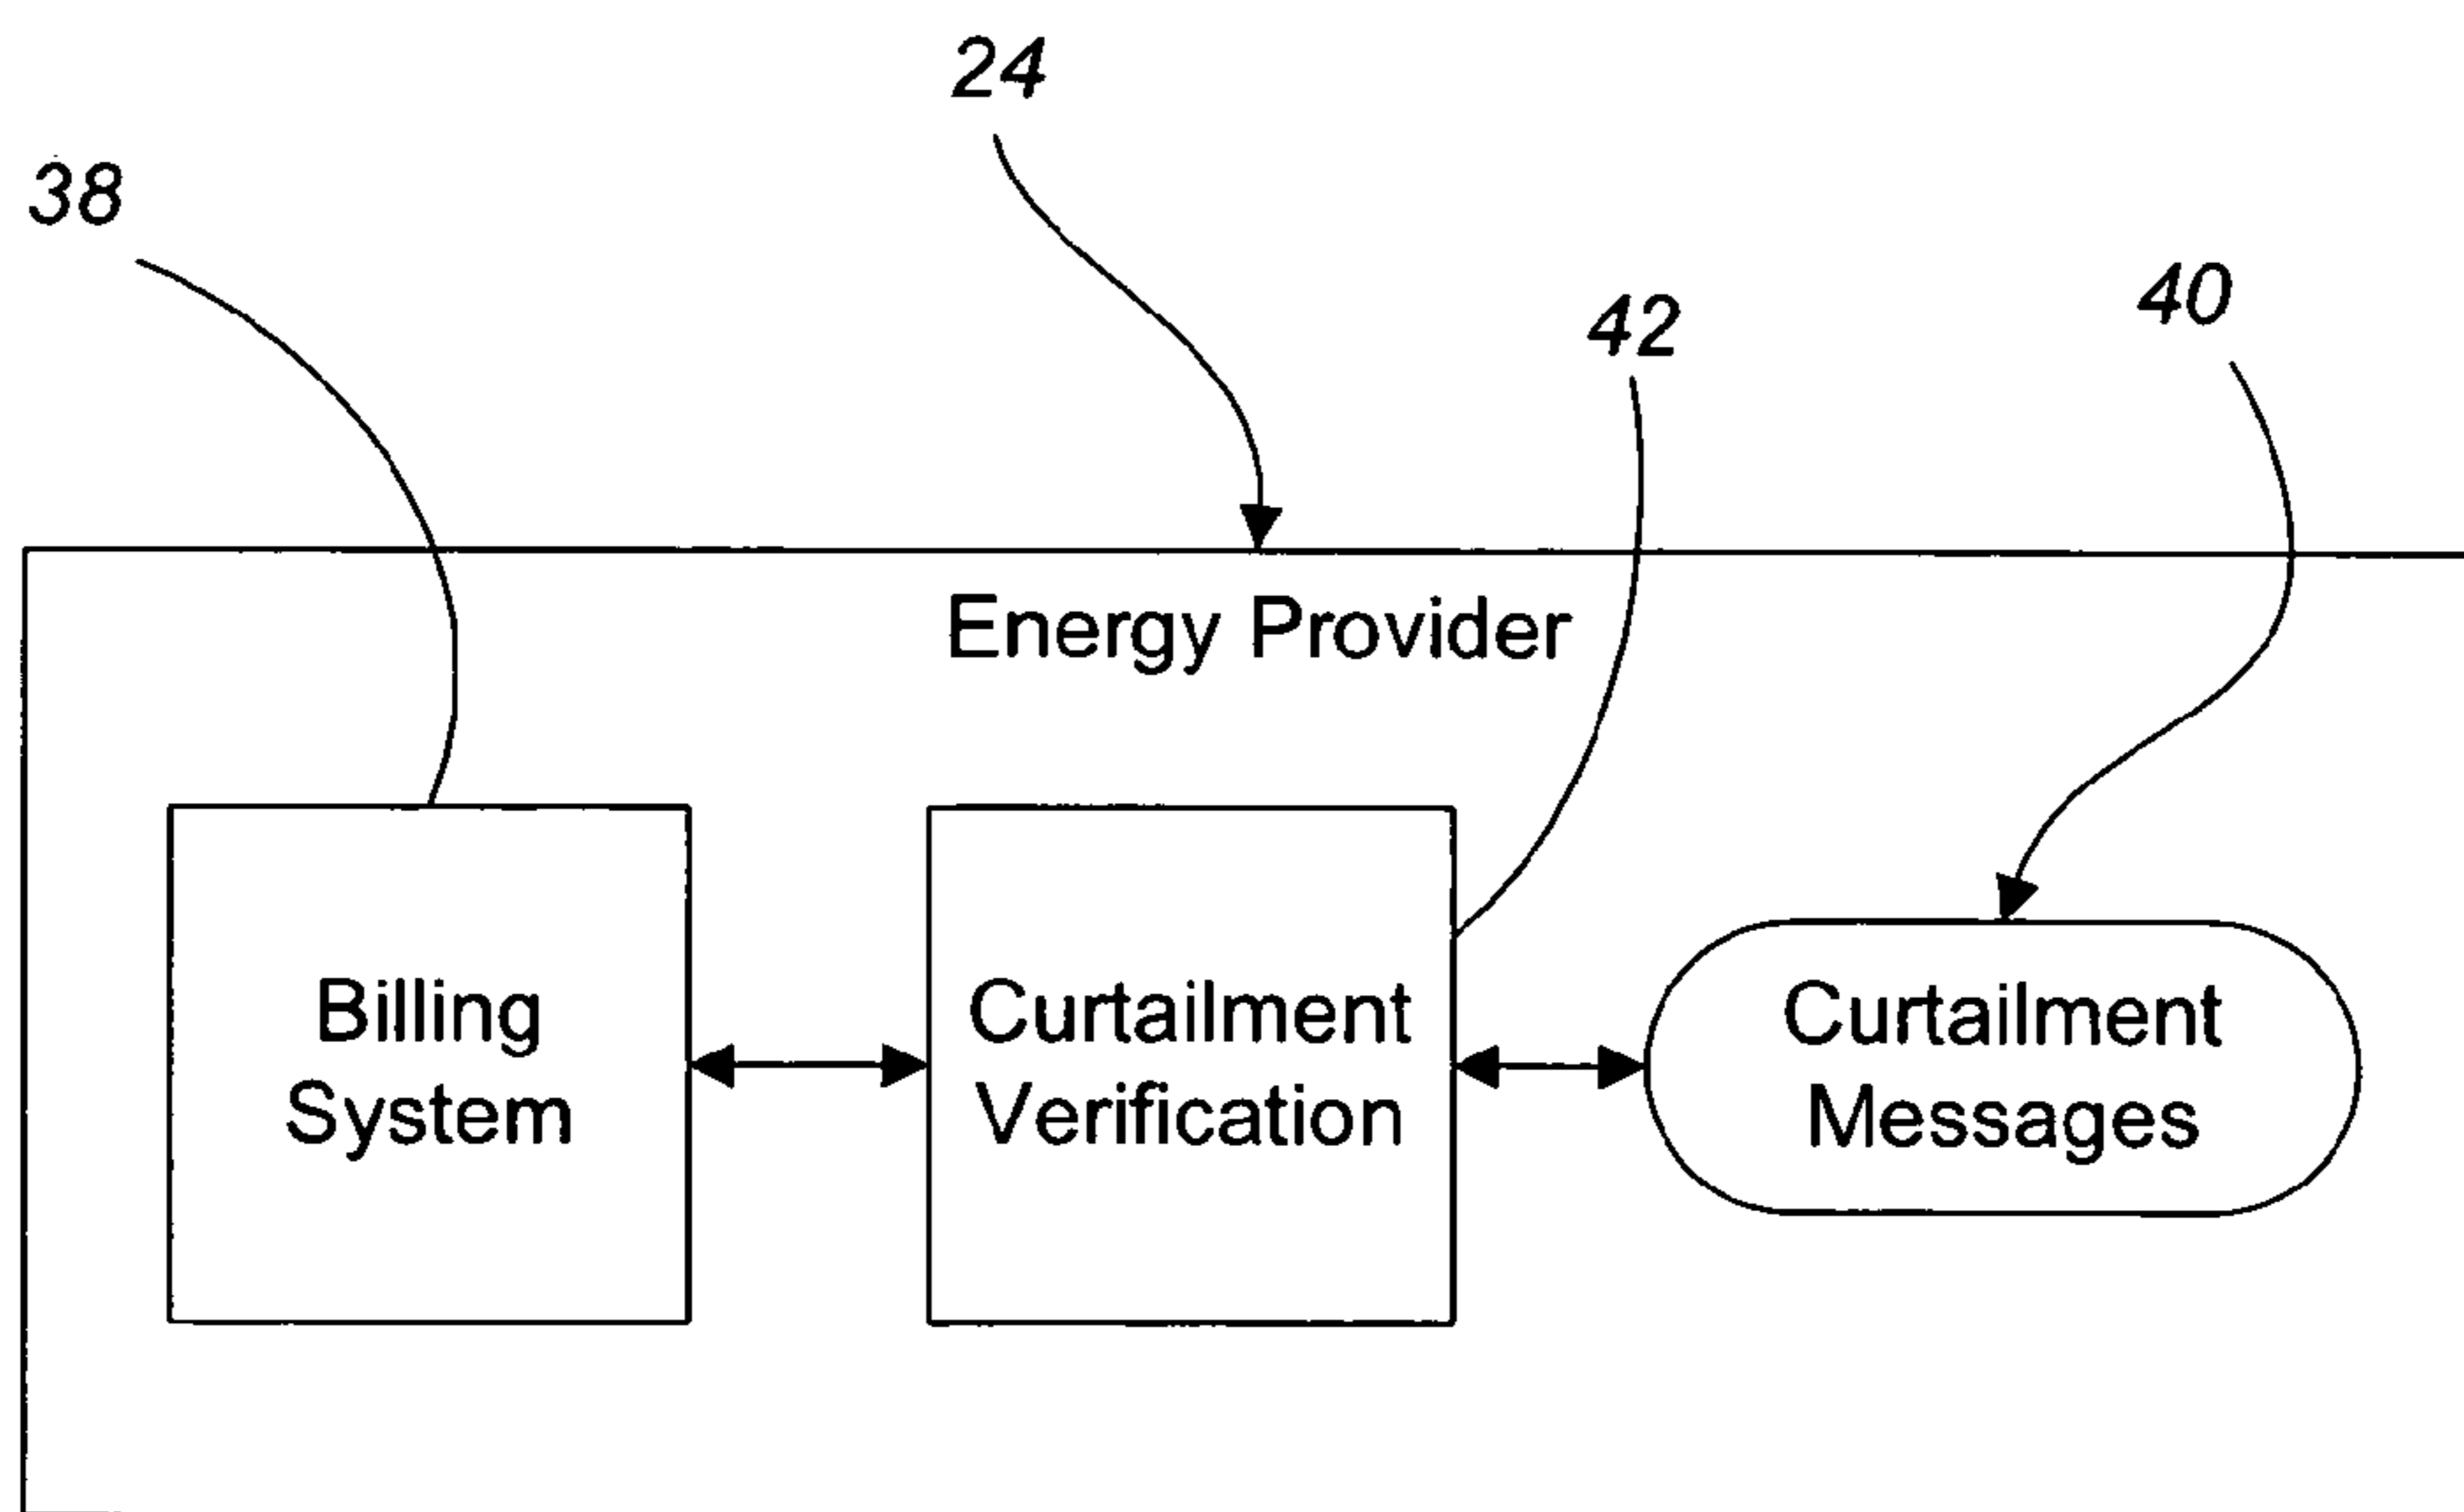 24
38
42
40
Energy Provider
Billing
System
Curtailment
Verification
Curtailment
Messages